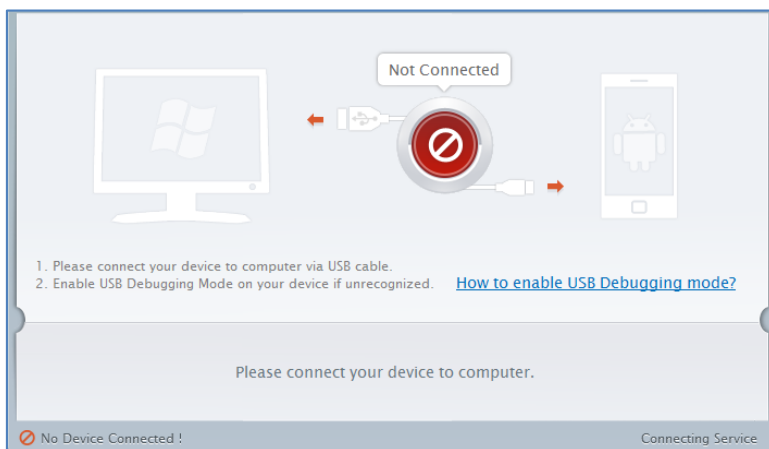 Not Connected
1. Please connect your device to computer via USB cable.
2. Enable USB Debugging Mode on your device if unrecognized. How to enable USB Debugging mode?
Please connect your device to computer.
No Device Connected ! Connecting Service